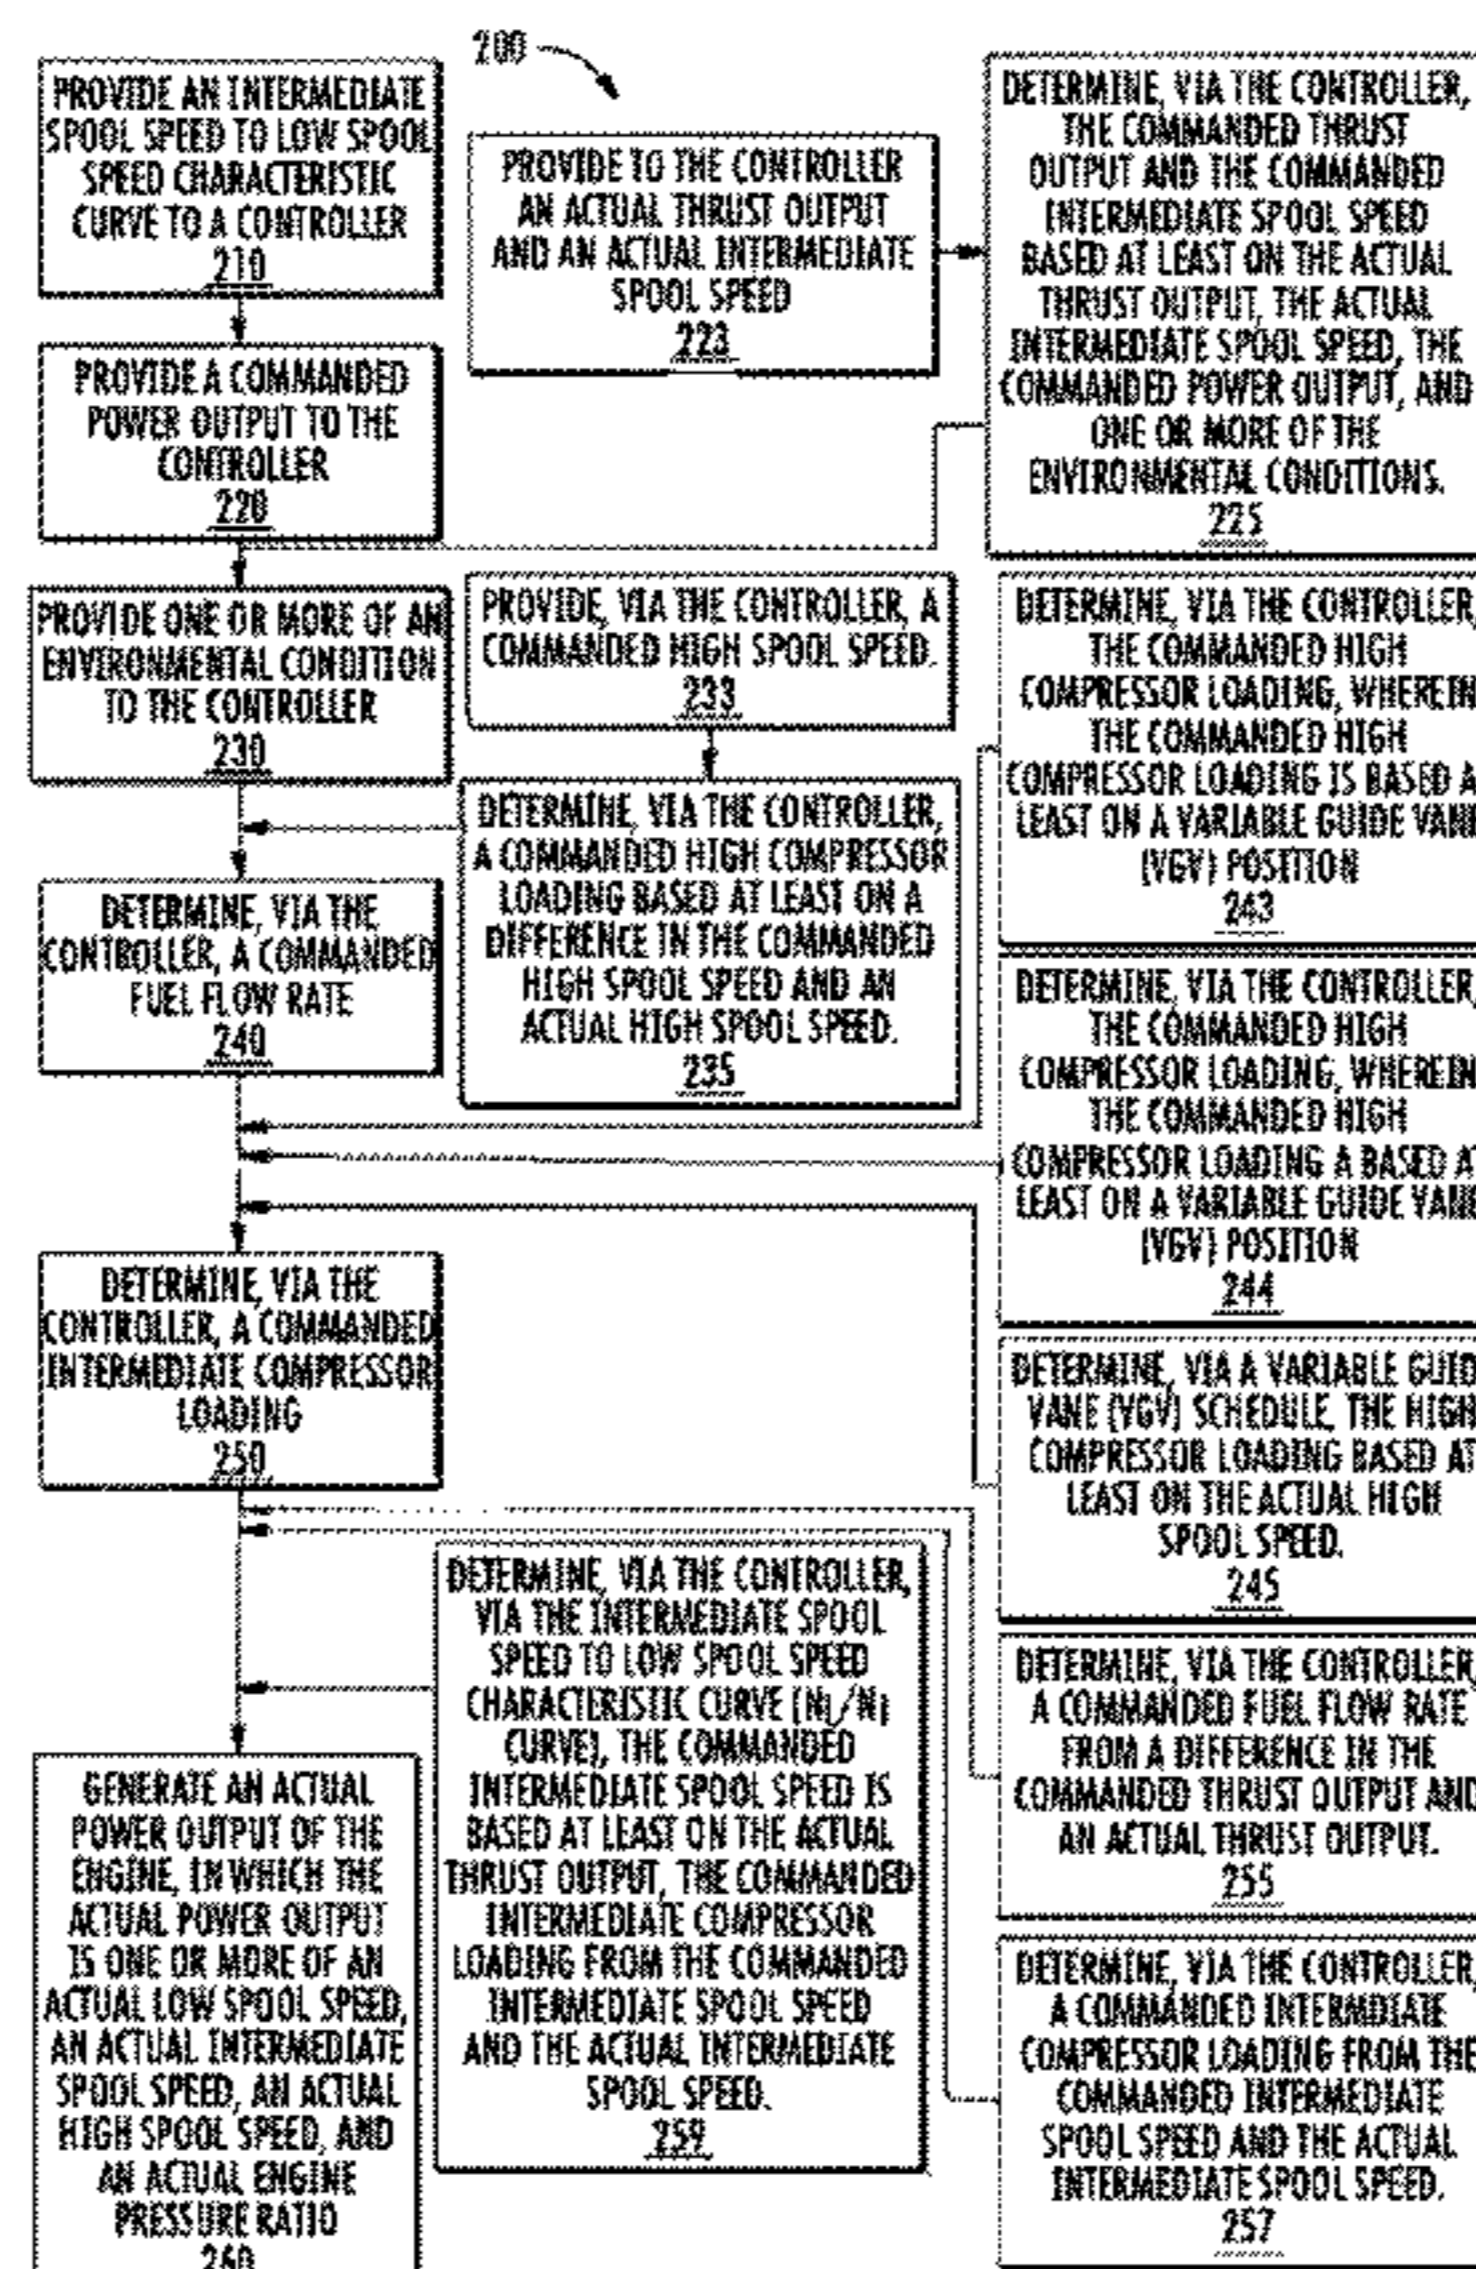 200
PROVIDE AN INTERMEDIATE
SPOOL SPEED TO LOW SPOOL
SPEED CHARACTERISTIC
CURVE TO A CONTROLLER
210
PROVIDE A COMMANDED
POWER OUTPUT TO THE
CONTROLLER
220
PROVIDE TO THE CONTROLLER
AN ACTUAL THRUST OUTPUT
AND AN ACTUAL INTERMEDIATE
SPOOL SPEED
223
DETERMINE, VIA THE CONTROLLER,
THE COMMANDED THRUST
OUTPUT AND THE COMMANDED
INTERMEDIATE SPOOL SPEED
BASED AT LEAST ON THE ACTUAL
THRUST OUTPUT, THE ACTUAL
INTERMEDIATE SPOOL SPEED, THE
COMMANDED POWER OUTPUT, AND
ONE OR MORE OF THE
ENVIRONMENTAL CONDITIONS.
225
PROVIDE ONE OR MORE OF AN
ENVIRONMENTAL CONDITION
TO THE CONTROLLER
230
PROVIDE, VIA THE CONTROLLER, A
COMMANDED HIGH SPOOL SPEED.
233
DETERMINE, VIA THE CONTROLLER,
A COMMANDED HIGH COMPRESSOR
LOADING BASED AT LEAST ON A
DIFFERENCE IN THE COMMANDED
HIGH SPOOL SPEED AND AN
ACTUAL HIGH SPOOL SPEED.
235
DETERMINE, VIA THE
CONTROLLER, A COMMANDED
FUEL FLOW RATE
240
DETERMINE, VIA THE CONTROLLER,
THE COMMANDED HIGH
COMPRESSOR LOADING, WHEREIN
THE COMMANDED HIGH
COMPRESSOR LOADING IS BASED A
LEAST ON A VARIABLE GUIDE VANE
(VGV) POSITION
243
DETERMINE, VIA THE CONTROLLER,
THE COMMANDED HIGH
COMPRESSOR LOADING, WHEREIN
THE COMMANDED HIGH
COMPRESSOR LOADING A BASED AT
LEAST ON A VARIABLE GUIDE VANE
(VGV) POSITION
244
DETERMINE, VIA A VARIABLE GUID
VANE (VGV) SCHEDULE, THE HIGH
COMPRESSOR LOADING BASED AT
LEAST ON THE ACTUAL HIGH
SPOOL SPEED.
245
DETERMINE, VIA THE
CONTROLLER, A COMMANDED
INTERMEDIATE COMPRESSOR
LOADING
250
DETERMINE, VIA THE CONTROLLER,
A COMMANDED FUEL FLOW RATE
FROM A DIFFERENCE IN THE
COMMANDED THRUST OUTPUT AND
AN ACTUAL THRUST OUTPUT.
255
DETERMINE, VIA THE CONTROLLER,
A COMMANDED INTERMDIATE
COMPRESSOR LOADING FROM THE
COMMANDED INTERMEDIATE
SPOOL SPEED AND THE ACTUAL
INTERMEDIATE SPOOL SPEED.
257
DETERMINE, VIA THE CONTROLLER,
VIA THE INTERMEDIATE SPOOL
SPEED TO LOW SPOOL SPEED
CHARACTERISTIC CURVE (NL/NI
CURVE), THE COMMANDED
INTERMEDIATE SPOOL SPEED IS
BASED AT LEAST ON THE ACTUAL
THRUST OUTPUT, THE COMMANDED
INTERMEDIATE COMPRESSOR
LOADING FROM THE COMMANDED
INTERMEDIATE SPOOL SPEED
AND THE ACTUAL INTERMEDIATE
SPOOL SPEED.
259
GENERATE AN ACTUAL
POWER OUTPUT OF THE
ENGINE, IN WHICH THE
ACTUAL POWER OUTPUT
IS ONE OR MORE OF AN
ACTUAL LOW SPOOL SPEED,
AN ACTUAL INTERMEDIATE
SPOOL SPEED, AN ACTUAL
HIGH SPOOL SPEED, AND
AN ACTUAL ENGINE
PRESSURE RATIO
260